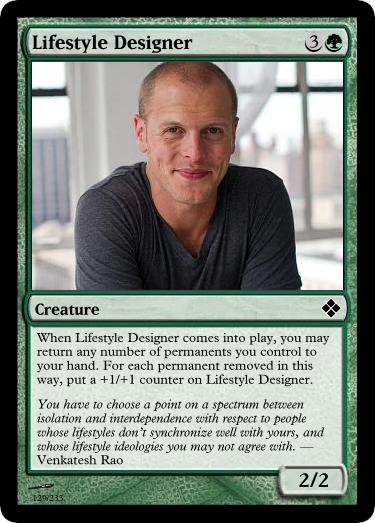 Lifestyle Designer 3
Creature
When Lifestyle Designer comes into play, you may
return any number of permanents you control to
your hand. For each permanent removed in this
way, put a +1/+1 counter on Lifestyle Designer.
You have to choose a point on a spectrum between
isolation and interdependence with respect to people
whose lifestyles don't synchronize well with yours, and
whose lifestyle ideologies you may not agree with. —
Venkatesh Rao
2/2
129/235